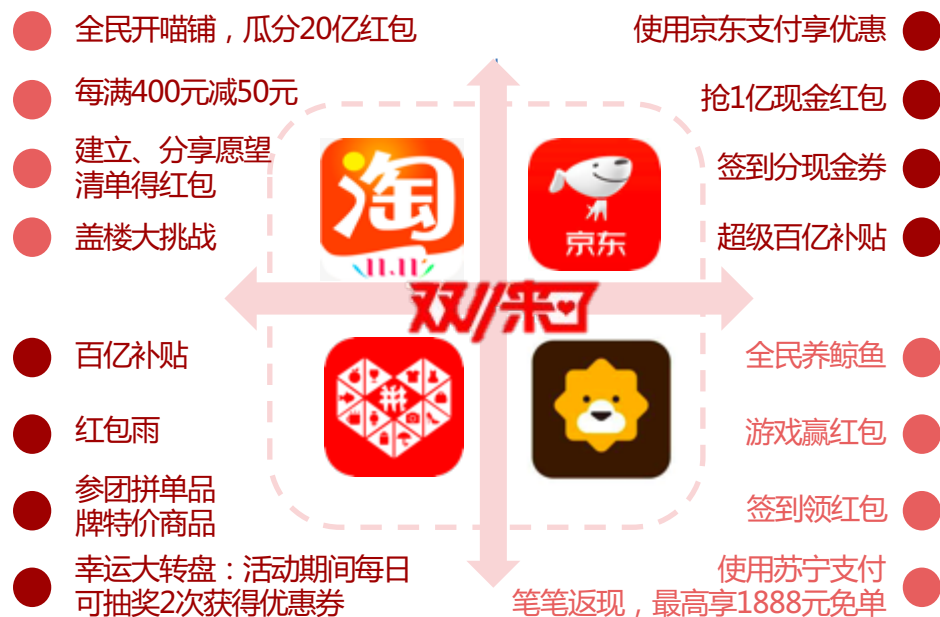 全民开喵铺，瓜分20亿红包
每满400元减50元
建立、分享愿望
清单得红包
盖楼大挑战
使用京东支付享优惠
抢1亿现金红包
签到分现金券
超级百亿补贴
淘
11.11
京东
双11来了
拼
百亿补贴
红包雨
参团拼单品
牌特价商品
幸运大转盘：活动期间每日
可抽奖2次获得优惠券
全民养鲸鱼
游戏赢红包
签到领红包
使用苏宁支付
笔笔返现，最高享1888元免单